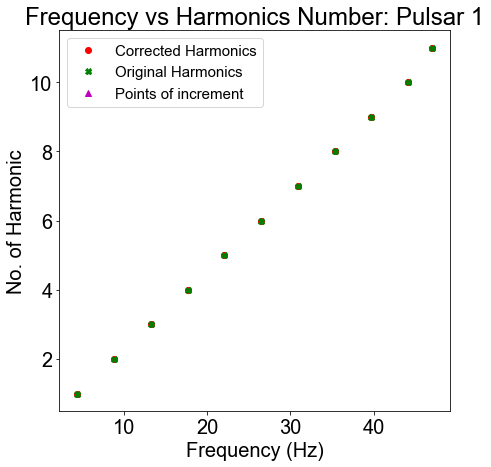 Frequency vs Harmonics Number: Pulsar 1
Corrected Harmonics
Original Harmonics
Points of increment
10
8
6
4
2
No. of Harmonic
10 20 30 40
Frequency (Hz)